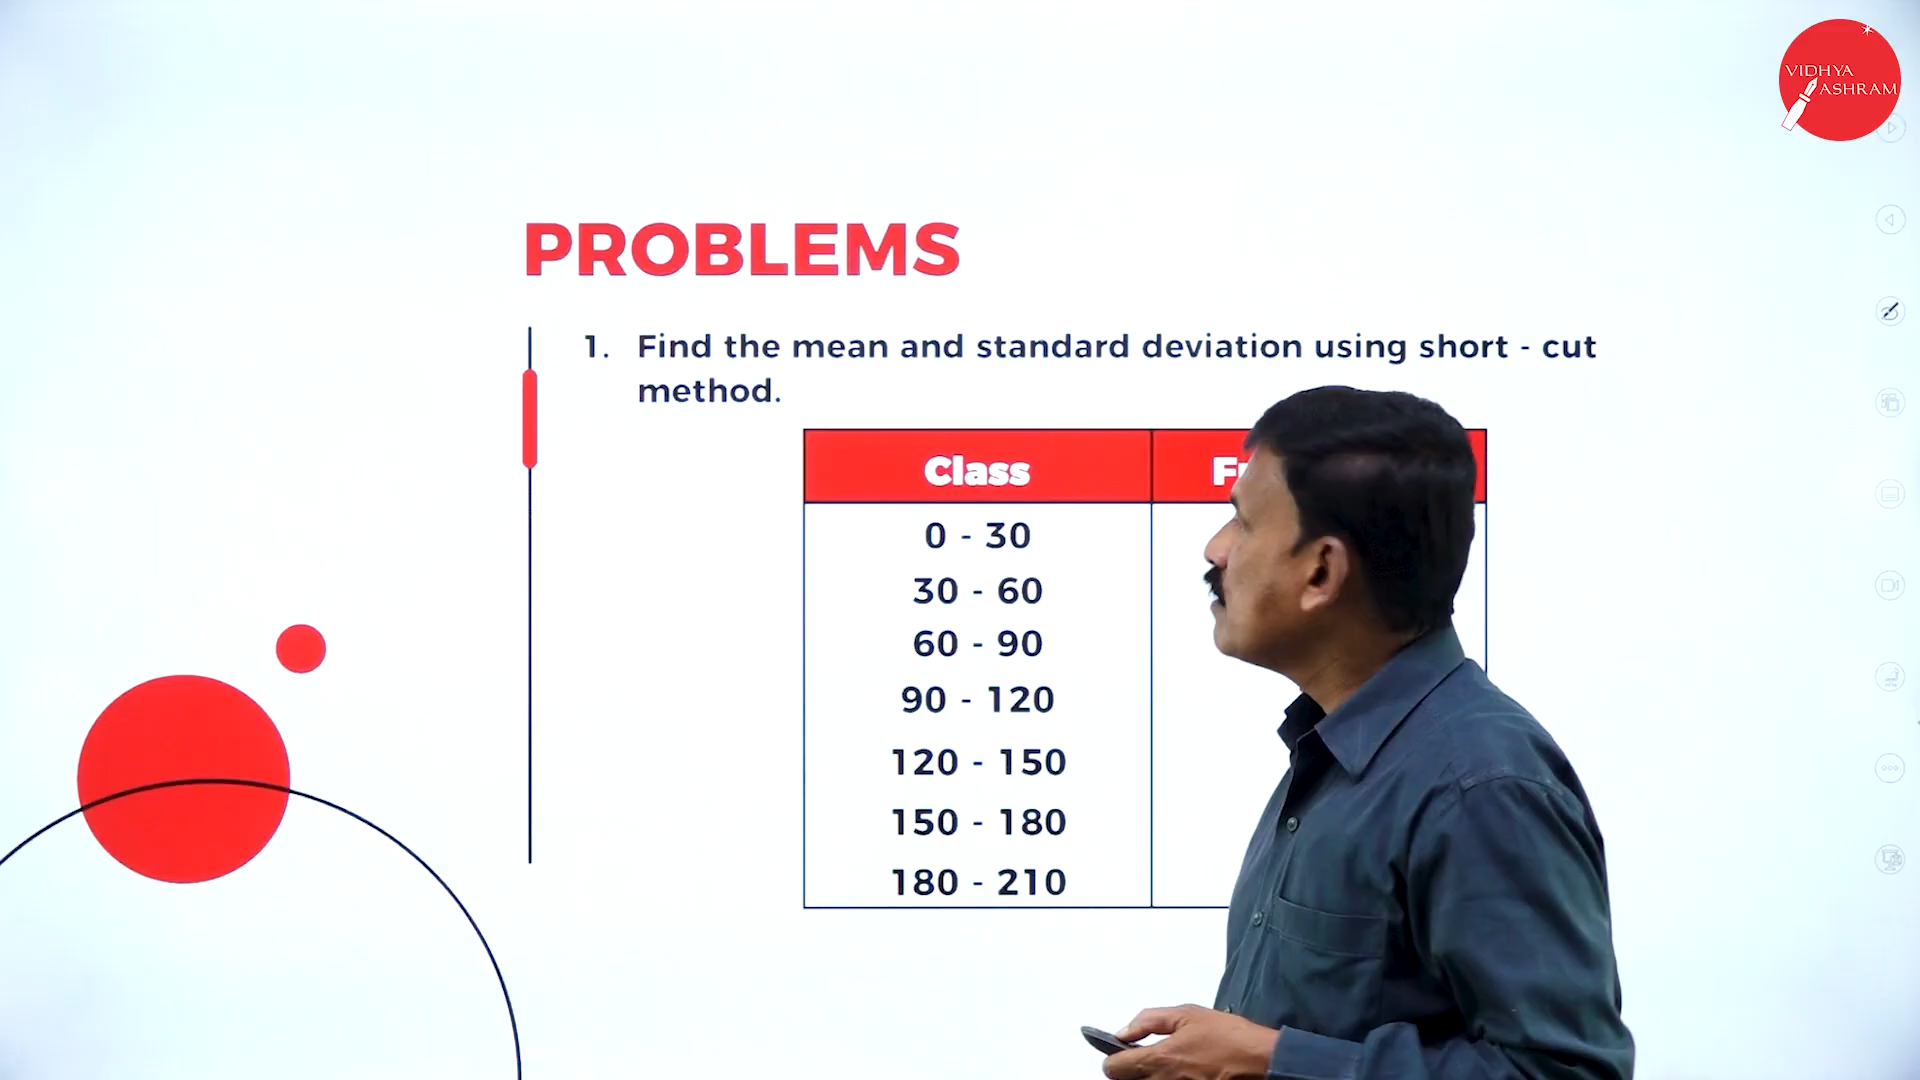 VIDHYA
ASHRAM
PROBLEMS
1. Find the mean and standard deviation using short - cut
method.
Class
0 - 30
30 - 60
60 - 90
90 - 120
120 - 150
150 - 180
180 - 210